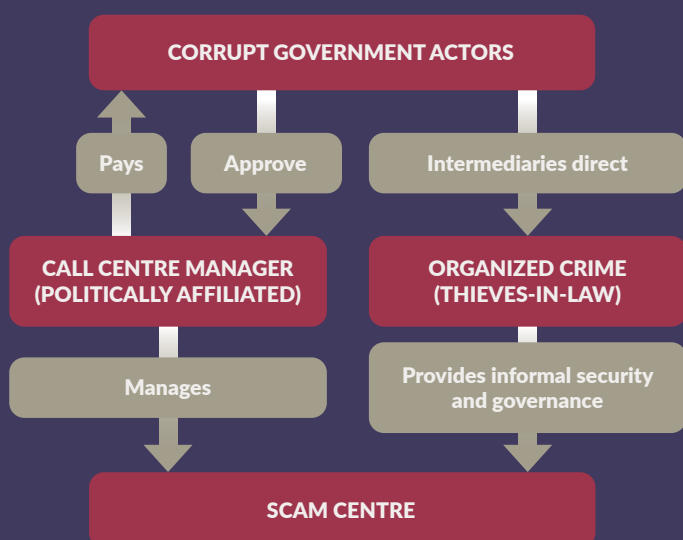 CORRUPT GOVERNMENT ACTORS
Pays
Approve
Intermediaries direct
CALL CENTRE MANAGER
(POLITICALLY AFFILIATED)
ORGANIZED CRIME
(THIEVES-IN-LAW)
Manages
Provides informal security
and governance
SCAM CENTRE